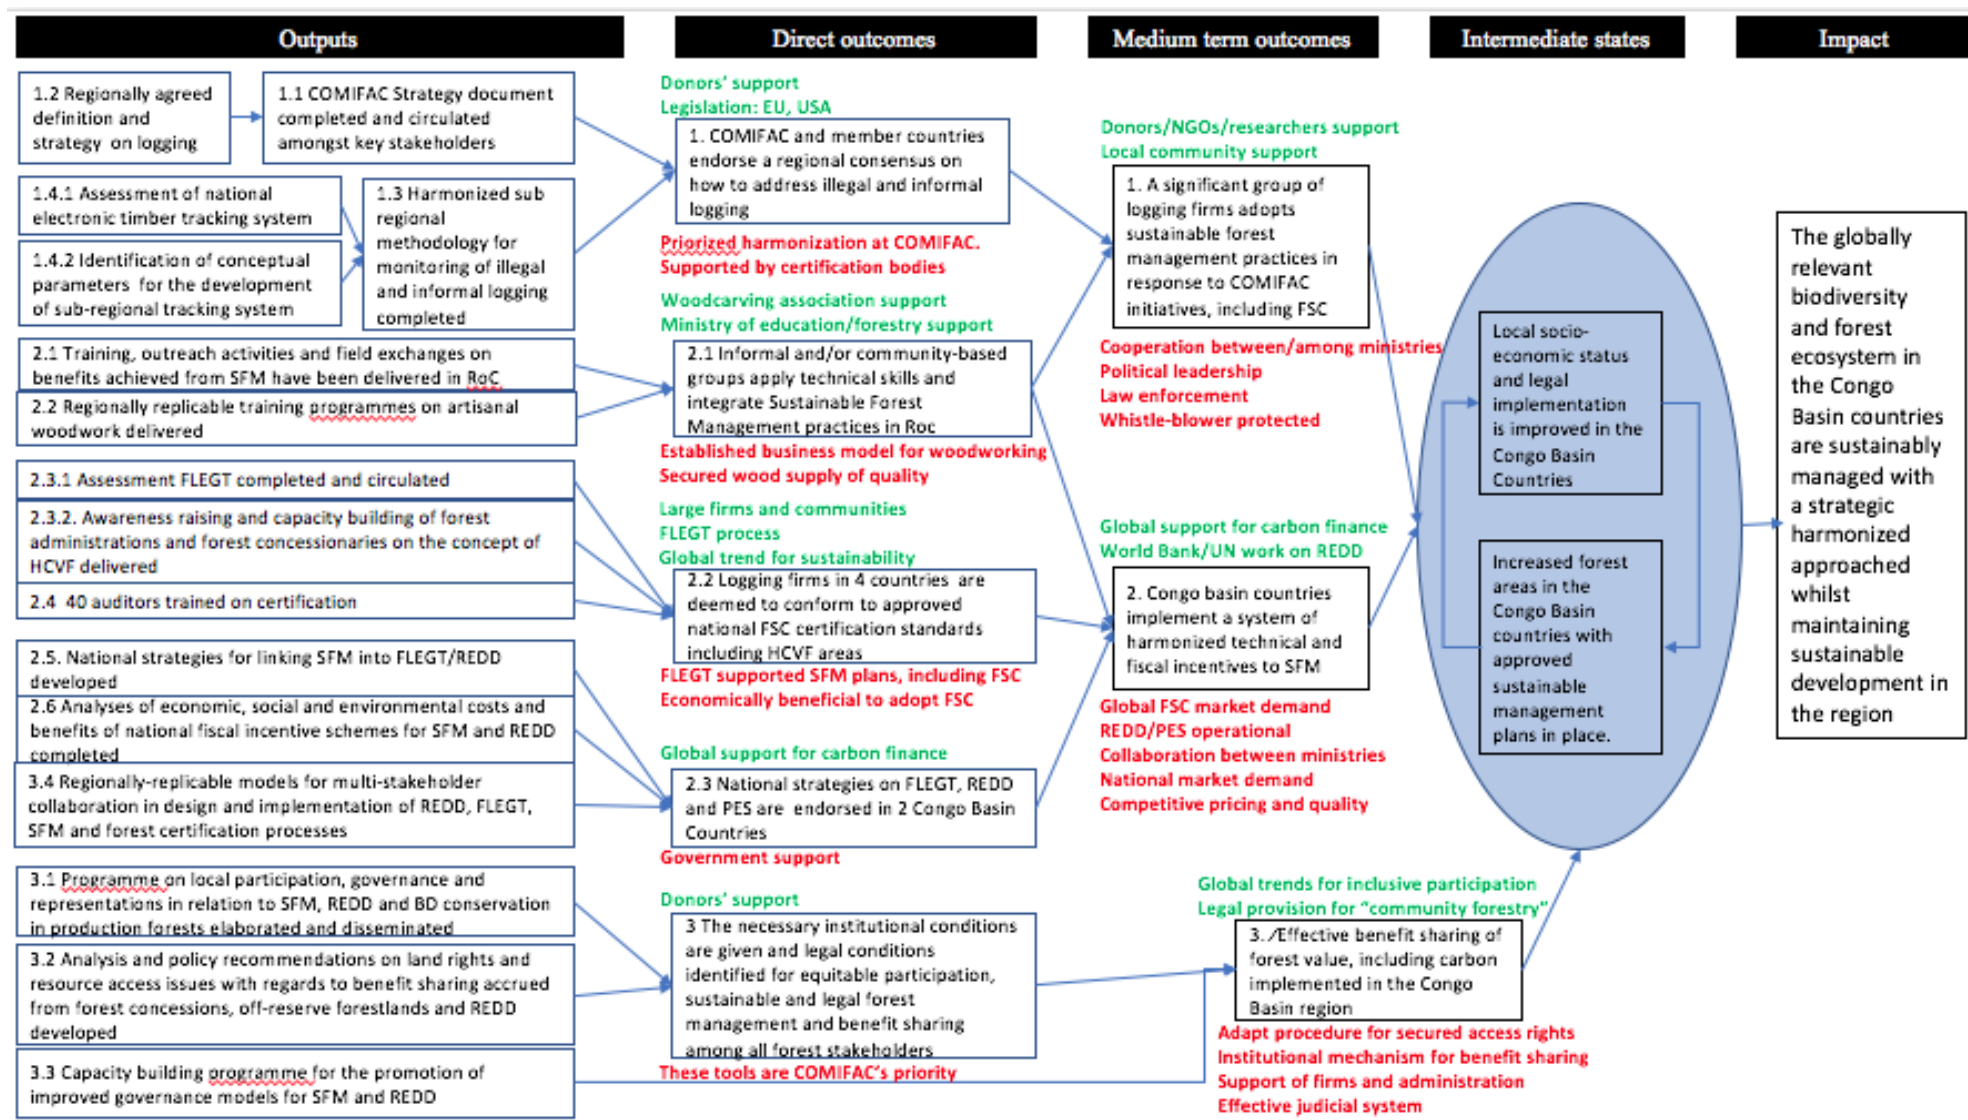 Outputs
Direct outcomes
Medium term outcomes
Intermediate states
Impact
1.2 Regionally agreed
definition and
strategy on logging
1.1 COMIFAC Strategy document
completed and circulated
amongst key stakeholders
1.4.1 Assessment of national
electronic timber tracking system
1.4.2 Identification of conceptual
parameters for the development
of sub-regional tracking system
1.3 Harmonized sub
regional
methodology for
monitoring of illegal
and informal logging
completed
2.1 Training, outreach activities and field exchanges on
benefits achieved from SFM have been delivered in RoC
2.2 Regionally replicable training programmes on artisanal
woodwork delivered
2.3.1 Assessment FLEGT completed and circulated
2.3.2. Awareness raising and capacity building of forest
administrations and forest concessionaries on the concept of
HCVF delivered
2.4 40 auditors trained on certification
2.5. National strategies for linking SFM into FLEGT/REDD
developed
2.6 Analyses of economic, social and environmental costs and
benefits of national fiscal incentive schemes for SFM and REDD
completed
3.4 Regionally-replicable models for multi-stakeholder
collaboration in design and implementation of REDD, FLEGT,
SFM and forest certification processes
3.1 Programme on local participation, governance and
representations in relation to SFM, REDD and BD conservation
in production forests elaborated and disseminated
3.2 Analysis and policy recommendations on land rights and
resource access issues with regards to benefit sharing accrued
from forest concessions, off-reserve forestlands and REDD
developed
3.3 Capacity building programme for the promotion of
improved governance models for SFM and REDD
Donors' support
Legislation: EU, USA
1. COMIFAC and member countries
endorse a regional consensus on
how to address illegal and informal
logging
Priorized harmonization at COMIFAC.
Supported by certification bodies
Woodcarving association support
Ministry of education/forestry support
2.1 Informal and/or community-based
groups apply technical skills and
integrate Sustainable Forest
Management practices in Roc
Established business model for woodworking
Secured wood supply of quality
Large firms and communities
FLEGT process
Global trend for sustainability
2.2 Logging firms in 4 countries are
deemed to conform to approved
national FSC certification standards
including HCVF areas
FLEGT supported SFM plans, including FSC
Economically beneficial to adopt FSC
Global support for carbon finance
2.3 National strategies on FLEGT, REDD
and PES are endorsed in 2 Congo Basin
Countries
Government support
Donors' support
3 The necessary institutional conditions
are given and legal conditions
identified for equitable participation,
sustainable and legal forest
management and benefit sharing
among all forest stakeholders
These tools are COMIFAC's priority
Donors/NGOs/researchers support
Local community support
1. A significant group of
logging firms adopts
sustainable forest
management practices in
response to COMIFAC
initiatives, including FSC
Cooperation between/among ministries
Political leadership
Law enforcement
Whistle-blower protected
Global support for carbon finance
World Bank/UN work on REDD
2. Congo basin countries
implement a system of
harmonized technical and
fiscal incentives to SFM
Global FSC market demand
REDD/PES operational
Collaboration between ministries
National market demand
Competitive pricing and quality
Global trends for inclusive participation
Legal provision for "community forestry"
3. /Effective benefit sharing of
forest value, including carbon
implemented in the Congo
Basin region
Adapt procedure for secured access rights
Institutional mechanism for benefit sharing
Support of firms and administration
Effective judicial system
Local socio-
economic status
and legal
implementation
is improved in the
Congo Basin
Countries
Increased forest
areas in the
Congo Basin
countries with
approved
sustainable
management
plans in place.
The globally
relevant
biodiversity
and forest
ecosystem in
the Congo
Basin countries
are sustainably
managed with
a strategic
harmonized
approached
whilst
maintaining
sustainable
development in
the region